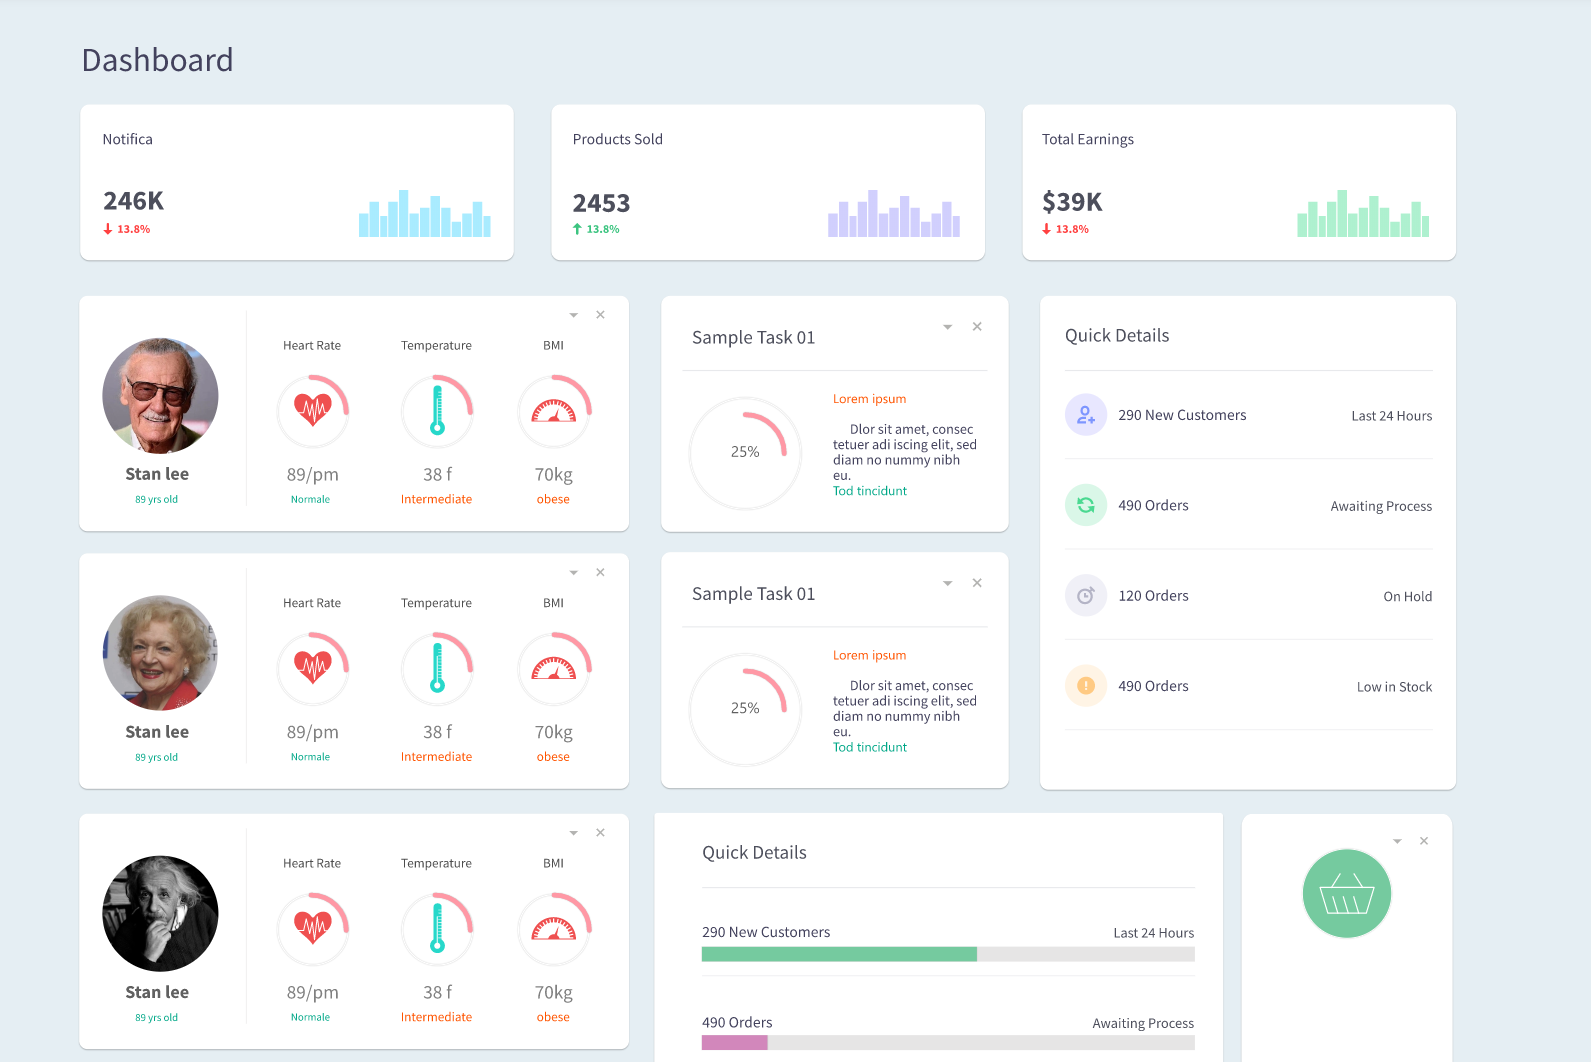 Dashboard
Notifica
246K
13.8%
Products Sold
2453
13.8%
Total Earnings
$39K
13.8%
Stan lee
89 yrs old
Heart Rate
89/pm
Normale
Temperature
38 f
Intermediate
BMI
70kg
obese
Sample Task 01
25%
Lorem ipsum
Dlor sit amet, consec
tetuer adi iscing elit, sed
diam no nummy nibh
eu.
Tod tincidunt
Quick Details
290 New Customers
Last 24 Hours
490 Orders
Awaiting Process
120 Orders
On Hold
490 Orders
Low in Stock
Stan lee
89 yrs old
Heart Rate
89/pm
Normale
Temperature
38 f
Intermediate
BMI
70kg
obese
Sample Task 01
25%
Lorem ipsum
Dlor sit amet, consec
tetuer adi iscing elit, sed
diam no nummy nibh
eu.
Tod tincidunt
Stan lee
89 yrs old
Heart Rate
89/pm
Normale
Temperature
38 f
Intermediate
BMI
70kg
obese
Quick Details
290 New Customers
Last 24 Hours
490 Orders
Awaiting Process